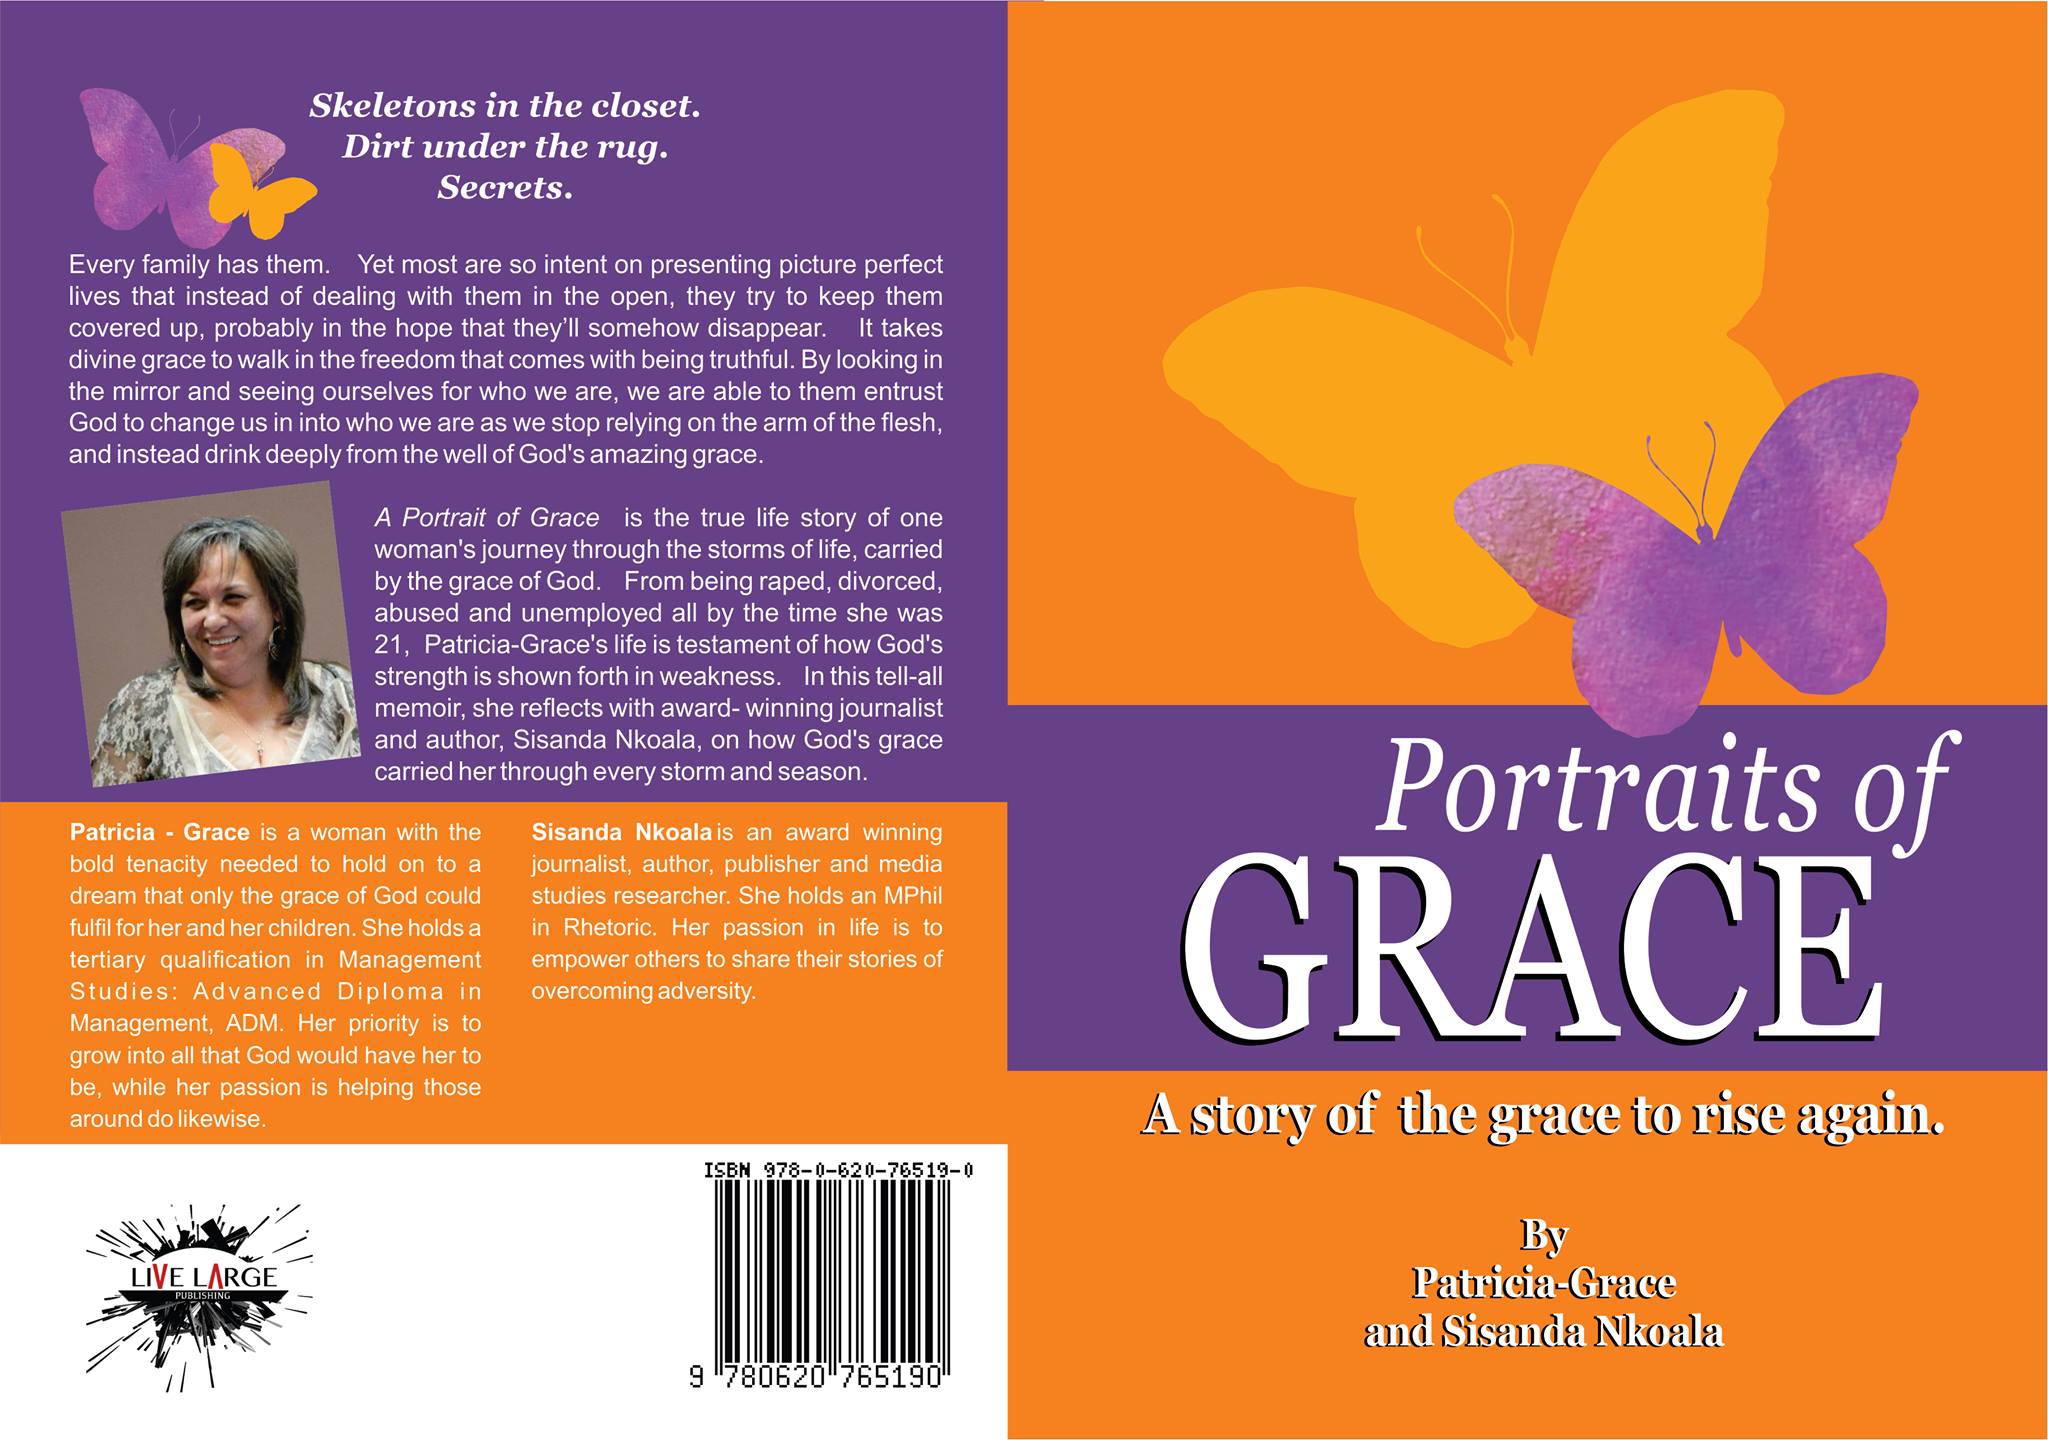 Skeletons in the closet.
Dirt under the rug.
Secrets.
Every family has them. Yet most are so intent on presenting picture perfect
lives that instead of dealing with them in the open, they try to keep them
covered up, probably in the hope that they'll somehow disappear. It takes
divine grace to walk in the freedom that comes with being truthful. By looking in
the mirror and seeing ourselves for who we are, we are able to them entrust
God to change us in into who we are as we stop relying on the arm of the flesh,
and instead drink deeply from the well of God's amazing grace.
A Portrait of Grace is the true life story of one
woman's journey through the storms of life, carried
by the grace of God. From being raped, divorced,
abused and unemployed all by the time she was
21, Patricia-Grace's life is testament of how God's
strength is shown forth in weakness. In this tell-all
memoir, she reflects with award- winning journalist
and author, Sisanda Nkoala, on how God's grace
carried her through every storm and season.
Patricia - Grace is a woman with the
bold tenacity needed to hold on to a
dream that only the grace of God could
fulfil for her and her children. She holds a
tertiary qualification in Management
Studies: Advanced Diploma in
Management, ADM. Her priority is to
grow into all that God would have her to
be, while her passion is helping those
around do likewise.
Sisanda Nkoala is an award winning
journalist, author, publisher and media
studies researcher. She holds an MPhil
in Rhetoric. Her passion in life is to
empower others to share their stories of
overcoming adversity.
LIVE LARGE
PUBLISHING
ISBN 978-0-620-76519-0
9 780620 765190
Portraits of
GRACE
A story of the grace to rise again.
By
Patricia-Grace
and Sisanda Nkoala